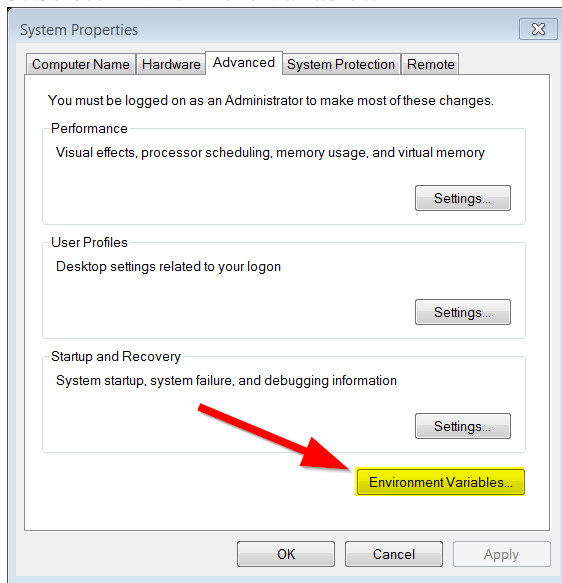 System Properties
Computer Name Hardware Advanced System Protection Remote
You must be logged on as an Administrator to make most of these changes.
Performance
Visual effects, processor scheduling, memory usage, and virtual memory
Settings...
User Profiles
Desktop settings related to your logon
Settings...
Startup and Recovery
System startup, system failure, and debugging information
Settings...
Environment Variables...
OK Cancel Apply